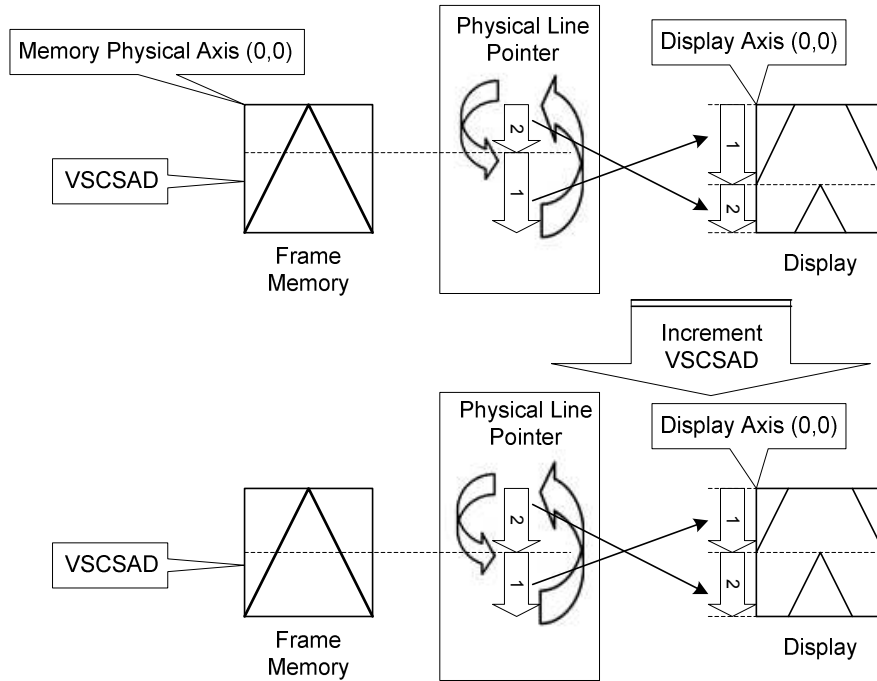 Memory Physical Axis (0,0)
Physical Line
Pointer
Display Axis (0,0)
VSCSAD
2
1
1
2
Frame
Memory
Display
Increment
VSCSAD
Physical Line
Pointer
Display Axis (0,0)
VSCSAD
2
1
1
2
Frame
Memory
Display